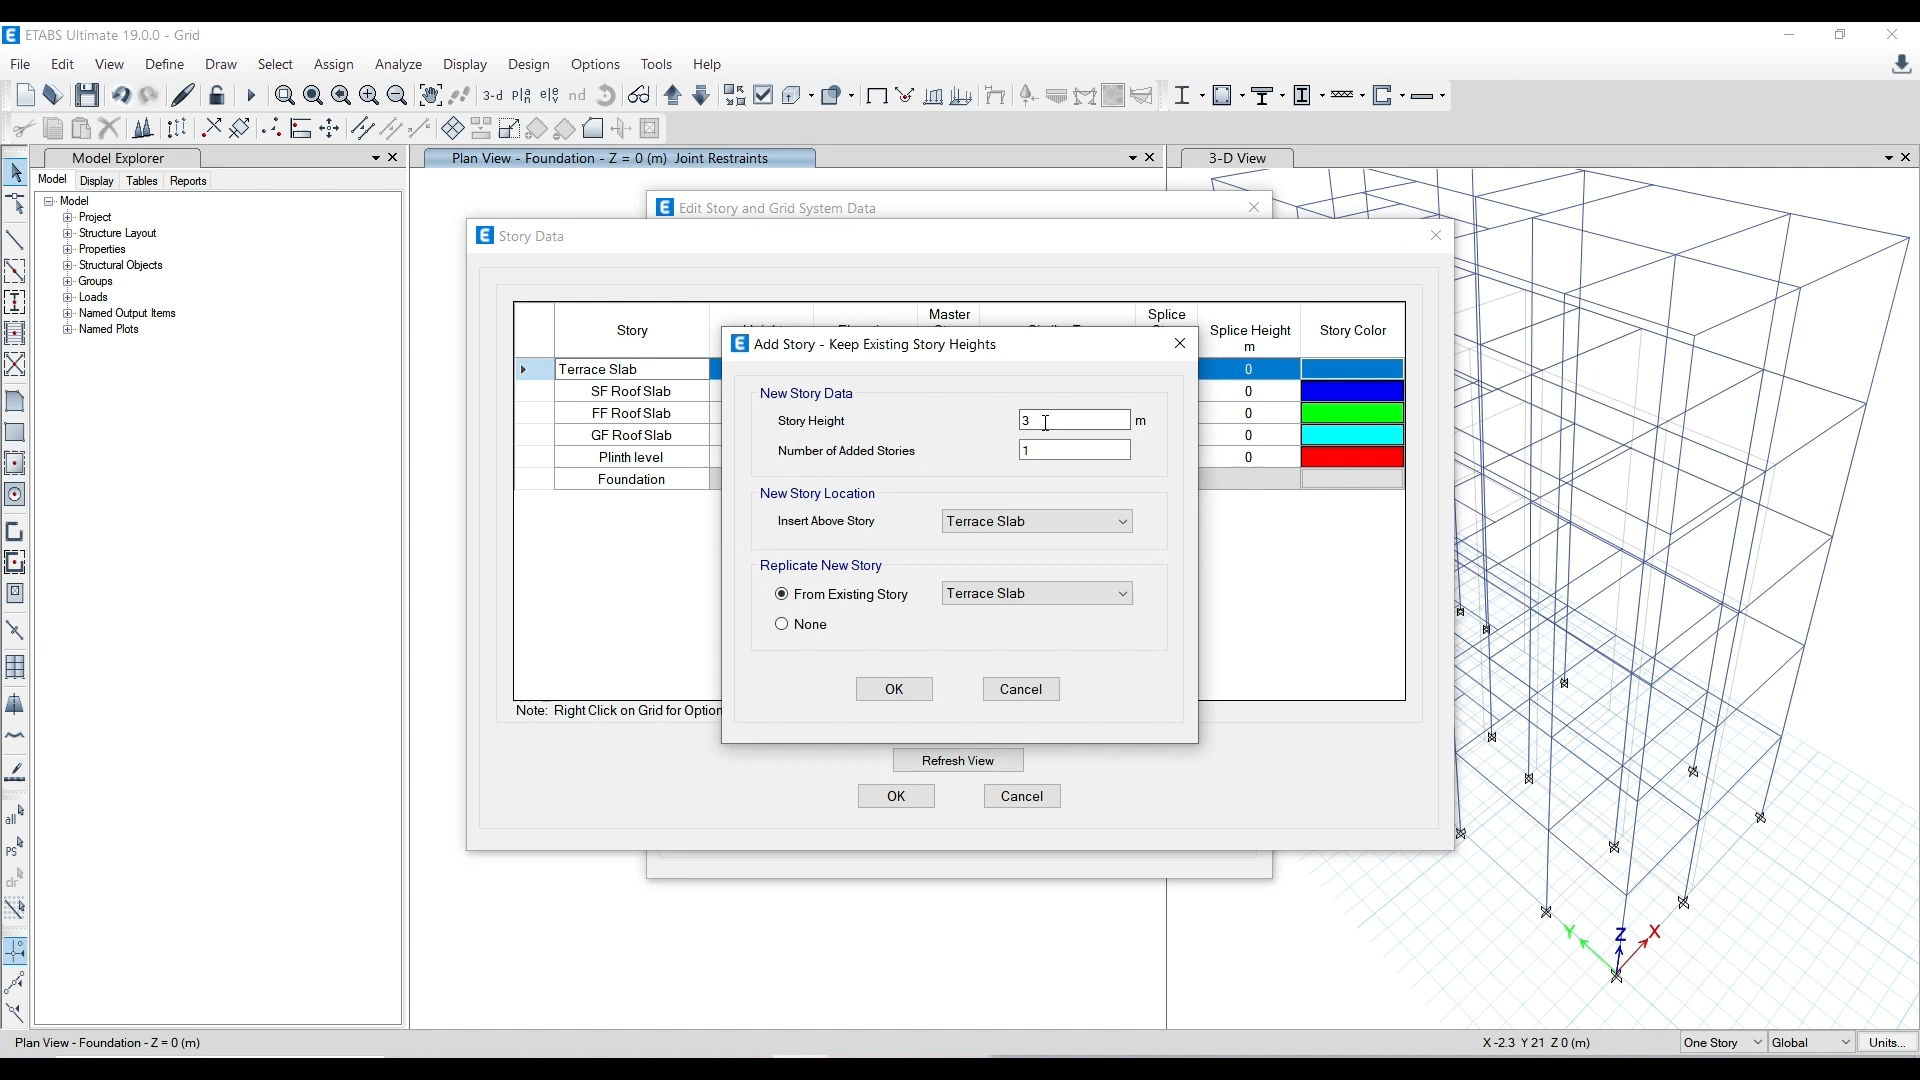 ETABS Ultimate 19.0.0 - Grid
File Edit View Define Draw Select Assign Analyze Display Design Options Tools Help
3-d pla ele nd
Model Explorer
Plan View - Foundation - Z = 0 (m) Joint Restraints
3-D View
Model Display Tables Reports
Model
Project
Structure Layout
Properties
Structural Objects
Groups
Loads
Named Output Items
Named Plots
Edit Story and Grid System Data
Story Data
Story
Master
Splice
Splice Height
m
Story Color
Terrace Slab
0
SF Roof Slab
0
FF Roof Slab
0
GF Roof Slab
0
Plinth level
0
Foundation
Note: Right Click on Grid for Option
Refresh View
OK
Cancel
Add Story - Keep Existing Story Heights
New Story Data
Story Height
3
m
Number of Added Stories
1
New Story Location
Insert Above Story
Terrace Slab
Replicate New Story
From Existing Story
Terrace Slab
None
OK
Cancel
all
PS
clr
Y
Z
X
Plan View - Foundation - Z = 0 (m)
X -2.3 Y 21 Z 0 (m)
One Story
Global
Units...